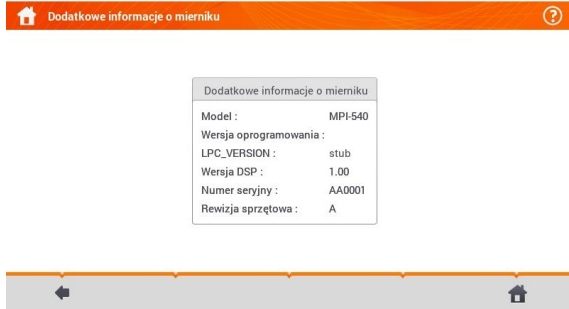 Dodatkowe informacje o mierniku
?
Dodatkowe informacje o mierniku
Model : MPI-540
Wersja oprogramowania :
LPC_VERSION : stub
Wersja DSP : 1.00
Numer seryjny : AA0001
Rewizja sprzętowa : A